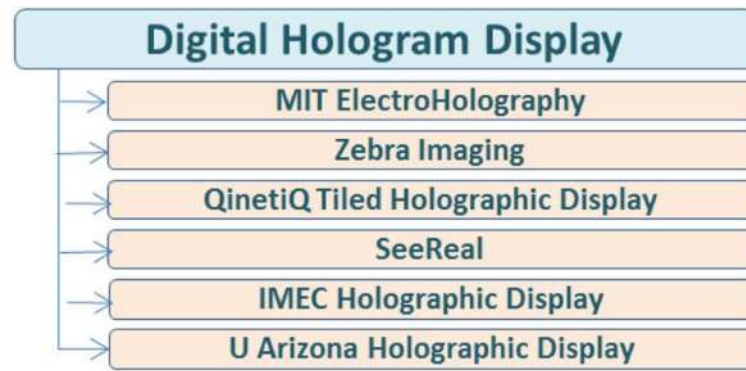 Digital Hologram Display
MIT ElectroHolography
Zebra Imaging
QinetiQ Tiled Holographic Display
SeeReal
IMEC Holographic Display
U Arizona Holographic Display